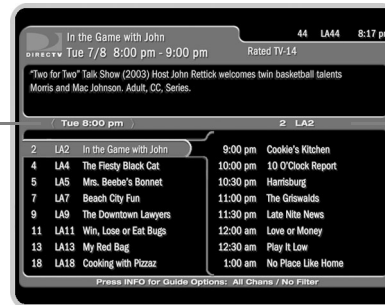 In the Game with John 44 LA44 8:17 p
DIRECTV Tue 7/8 8:00 pm - 9:00 pm Rated TV-14
"Two for Two" Talk Show (2003) Host John Rettick welcomes twin basketball talents
Morris and Mac Johnson. Adult, CC, Series.
Tue 8:00 pm 2 LA2
2 LA2 In the Game with John 9:00 pm Cookie's Kitchen
4 LA4 The Fiesty Black Cat 10:00 pm 10 O'Clock Report
5 LA5 Mrs. Beebe's Bonnet 10:30 pm Harrisburg
7 LA7 Beach City Fun 11:00 pm The Griswalds
9 LA9 The Downtown Lawyers 11:30 pm Late Nite News
11 LA11 Win, Lose or Eat Bugs 12:00 am Love or Money
13 LA13 My Red Bag 12:30 am Play It Low
18 LA18 Cooking with Pizzaz 1:00 am No Place Like Home
Press INFO for Guide Options: All Chans / No Filter